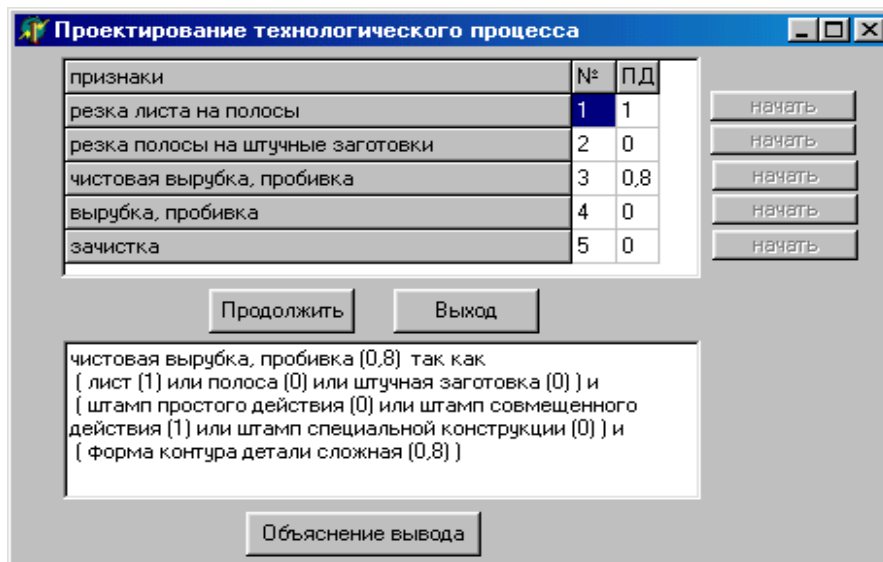 Проектирование технологического процесса
признаки № ПД
резка листа на полосы 1 1 начать
резка полосы на штучные заготовки 2 0 начать
чистовая вырубка, пробивка 3 0,8 начать
вырубка, пробивка 4 0 начать
зачистка 5 0 начать
Продолжить Выход
чистовая вырубка, пробивка (0,8) так как
( лист (1) или полоса (0) или штучная заготовка (0) ) и
( штамп простого действия (0) или штамп совмещенного
действия (1) или штамп специальной конструкции (0) ) и
( форма контура детали сложная (0,8) )
Объяснение вывода